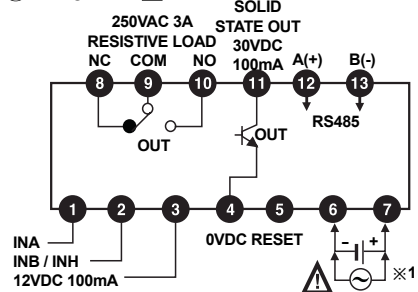 SOLID
250VAC 3A STATE OUT
RESISTIVE LOAD 30VDC
NC COM NO 100mA A(+) B(-)
8 9 10 11 12 13
RS485
OUT OUT
1 2 3 4 5 6 7
INA 0VDC RESET - +
INB / INH
12VDC 100mA ※1